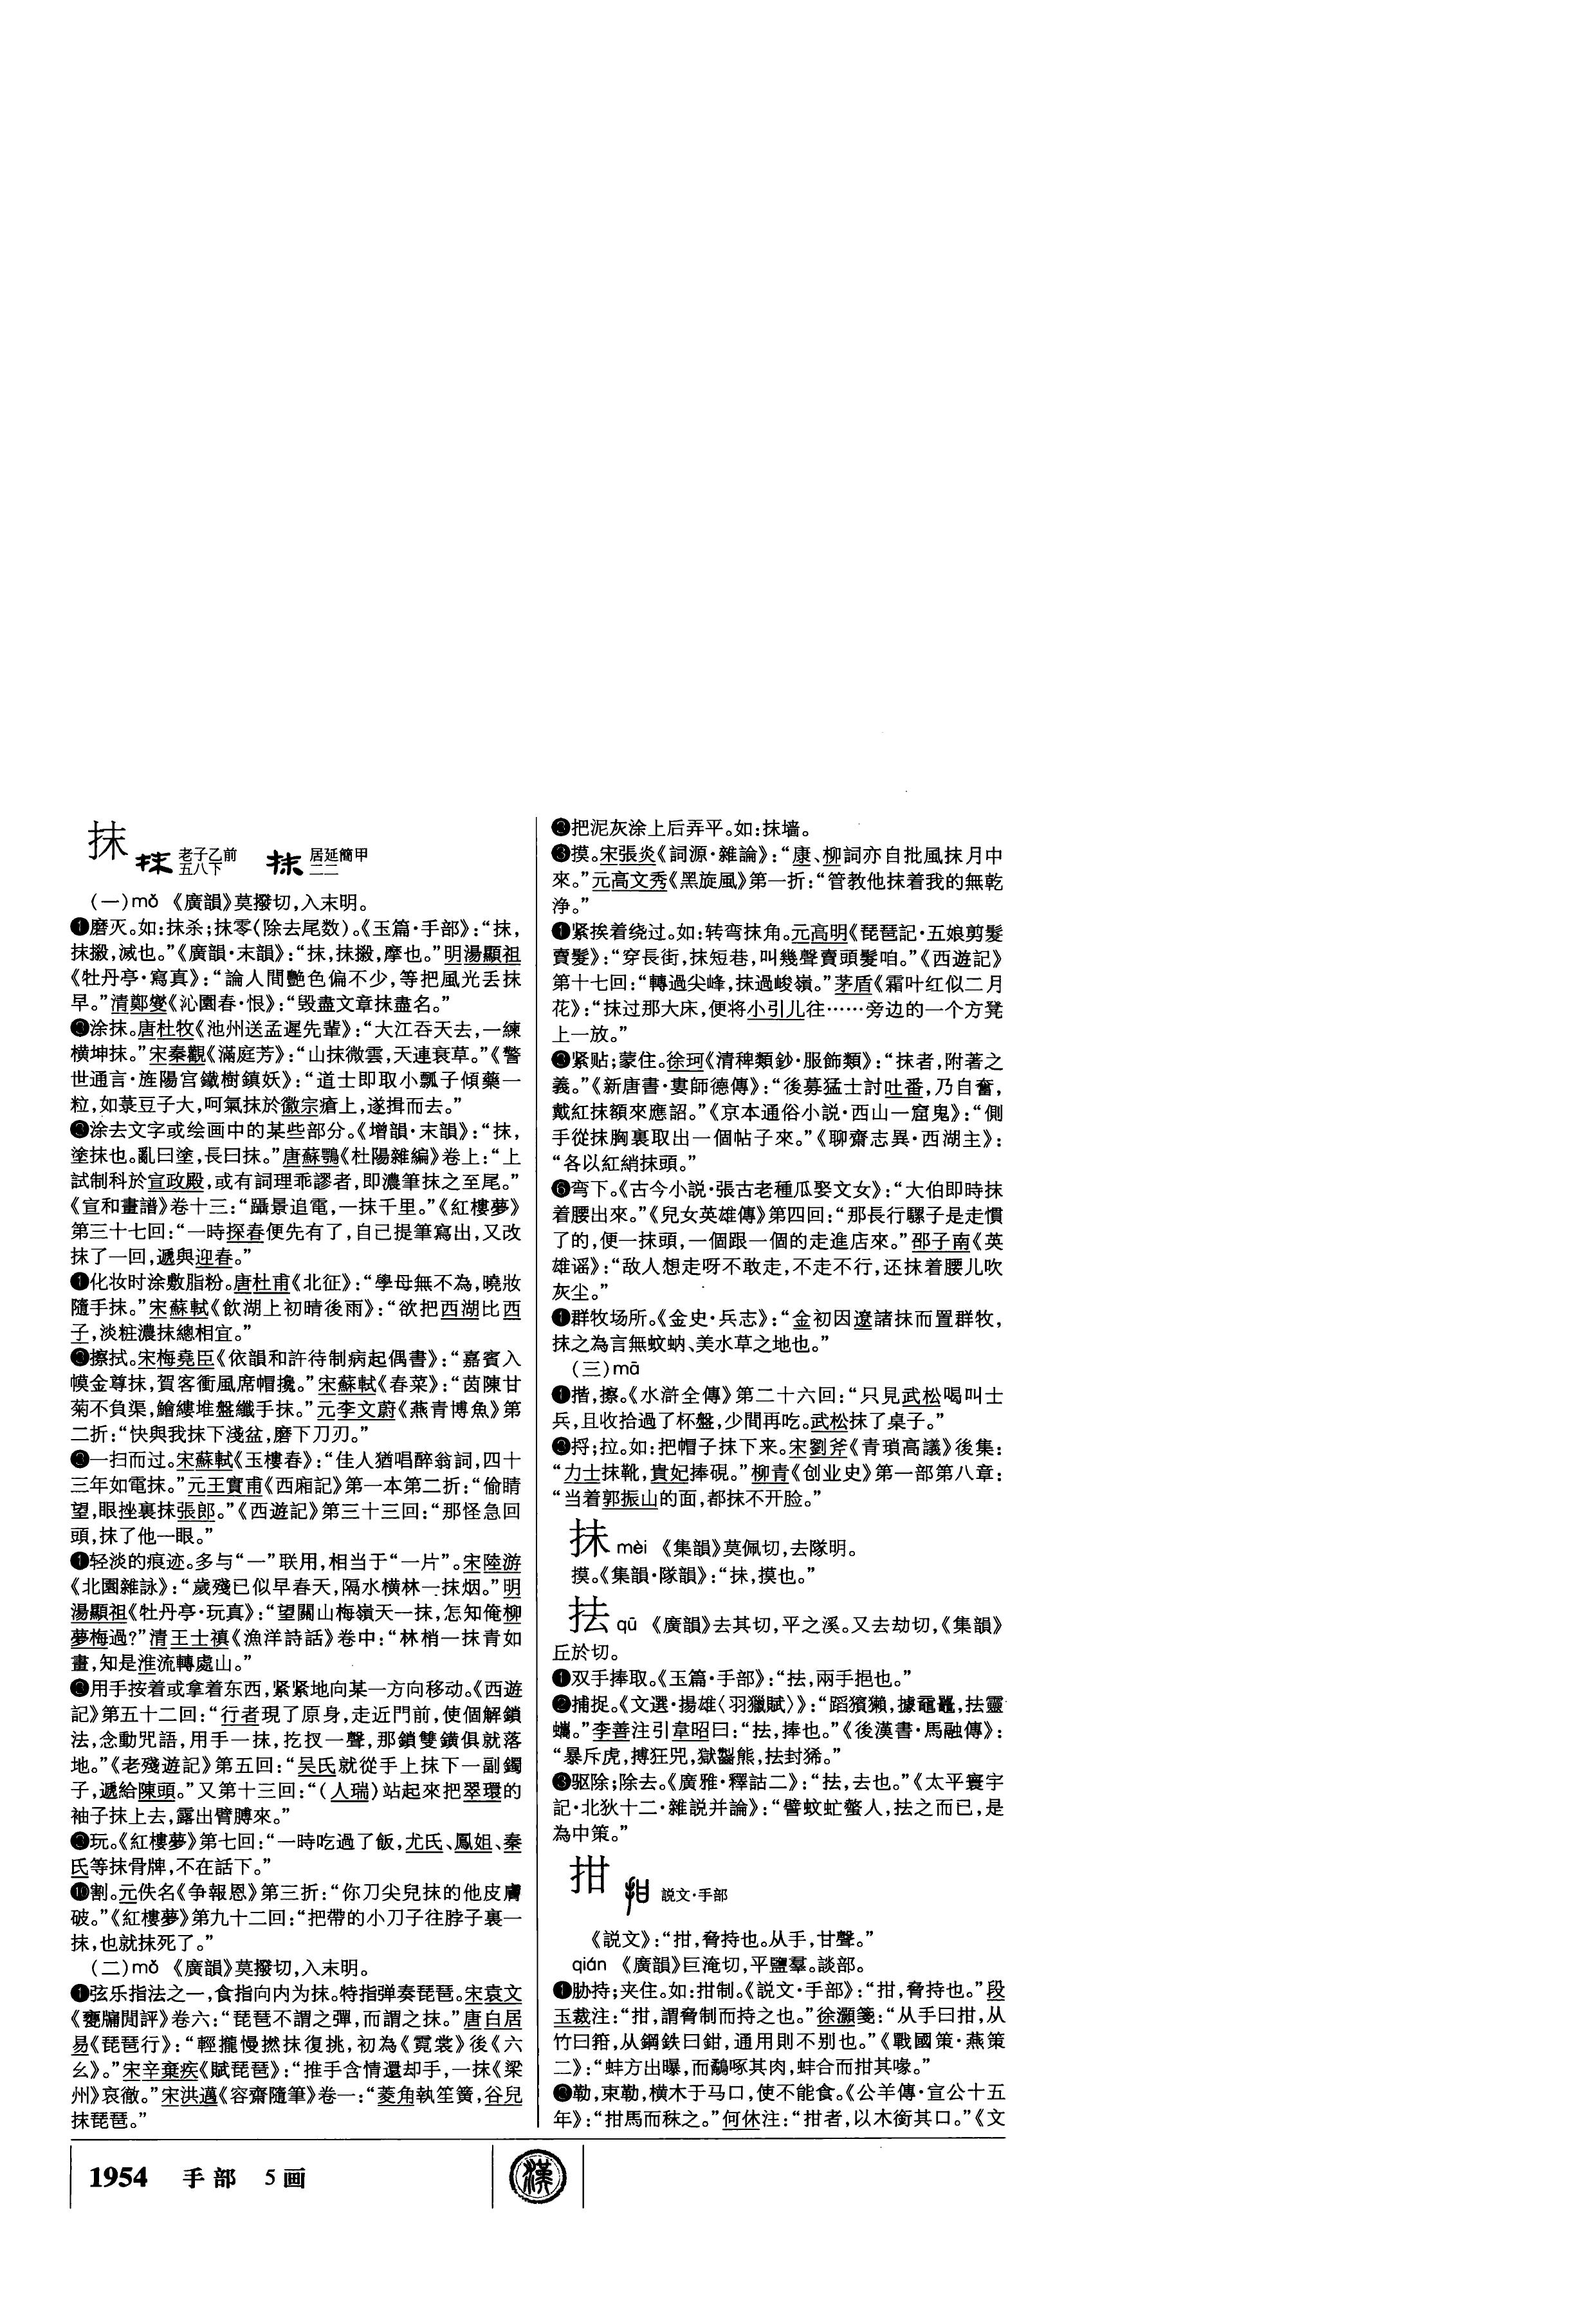 抹 老子乙前五八下 居延簡甲二二
(一)mǒ 《廣韻》莫撥切,入末明。
❶磨灭。如:抹杀;抹零(除去尾数)。《玉篇·手部》:“抹,
抹摋,滅也。”《廣韻·末韻》:“抹,抹摋,摩也。”明湯顯祖
《牡丹亭·寫真》:“論人間艷色偏不少,等把風光丢抹
早。”清鄭燮《沁園春·恨》:“毁盡文章抹盡名。”
❷涂抹。唐杜牧《池州送孟遲先輩》:“大江吞天去,一練
横坤抹。”宋秦觀《滿庭芳》:“山抹微雲,天連衰草。”《警
世通言·旌陽宫鐵樹鎮妖》:“道士即取小瓢子傾藥一
粒,如菉豆子大,呵氣抹於徽宗瘡上,遂揖而去。”
❸涂去文字或绘画中的某些部分。《增韻·末韻》:“抹,
塗抹也。亂曰塗,長曰抹。”唐蘇鶚《杜陽雜編》卷上:“上
試制科於宣政殿,或有詞理乖謬者,即濃筆抹之至尾。”
《宣和畫譜》卷十三:“躡景追電,一抹千里。”《紅樓夢》
第三十七回:“一時探春便先有了,自已提筆寫出,又改
抹了一回,遞與迎春。”
❹化妆时涂敷脂粉。唐杜甫《北征》:“學母無不為,曉妝
隨手抹。”宋蘇軾《飲湖上初晴後雨》:“欲把西湖比西
子,淡粧濃抹總相宜。”
❺擦拭。宋梅堯臣《依韻和許待制病起偶書》:“嘉賓入
幙金尊抹,賀客衝風席帽攙。”宋蘇軾《春菜》:“茵陳甘
菊不負渠,鱠縷堆盤纖手抹。”元李文蔚《燕青博魚》第
二折:“快與我抹下淺盆,磨下刀刃。”
❻一扫而过。宋蘇軾《玉樓春》:“佳人猶唱醉翁詞,四十
三年如電抹。”元王實甫《西廂記》第一本第二折:“偷睛
望,眼挫裏抹張郎。”《西遊記》第三十三回:“那怪急回
頭,抹了他一眼。”
❼轻淡的痕迹。多与“一”联用,相当于“一片”。宋陸游
《北園雜詠》:“歲殘已似早春天,隔水横林一抹烟。”明
湯顯祖《牡丹亭·玩真》:“望關山梅嶺天一抹,怎知俺柳
夢梅過?”清王士禛《漁洋詩話》卷中:“林梢一抹青如
畫,知是淮流轉處山。”
❽用手按着或拿着东西,紧紧地向某一方向移动。《西遊
記》第五十二回:“行者現了原身,走近門前,使個解鎖
法,念動咒語,用手一抹,扢扠一聲,那鎖雙鐄俱就落
地。”《老殘遊記》第五回:“吴氏就從手上抹下一副鐲
子,遞給陳頭。”又第十三回:“(人瑞)站起來把翠環的
袖子抹上去,露出臂膊來。”
❾玩。《紅樓夢》第七回:“一時吃過了飯,尤氏、鳳姐、秦
氏等抹骨牌,不在話下。”
❿割。元佚名《争報恩》第三折:“你刀尖兒抹的他皮膚
破。”《紅樓夢》第九十二回:“把帶的小刀子往脖子裏一
抹,也就抹死了。”
(二)mǒ 《廣韻》莫撥切,入末明。
❶弦乐指法之一,食指向内为抹。特指弹奏琵琶。宋袁文
《甕牖閒評》卷六:“琵琶不謂之彈,而謂之抹。”唐白居
易《琵琶行》:“輕攏慢撚抹復挑,初為《霓裳》後《六
幺》。”宋辛棄疾《賦琵琶》:“推手含情還却手,一抹《梁
州》哀徹。”宋洪邁《容齋隨筆》卷一:“菱角執笙簧,谷兒
抹琵琶。”
❷把泥灰涂上后弄平。如:抹墙。
❸摸。宋張炎《詞源·雜論》:“康、柳詞亦自批風抹月中
來。”元高文秀《黑旋風》第一折:“管教他抹着我的無乾
净。”
❹紧挨着绕过。如:转弯抹角。元高明《琵琶記·五娘剪髮
賣髮》:“穿長街,抹短巷,叫幾聲賣頭髮咱。”《西遊記》
第十七回:“轉過尖峰,抹過峻嶺。”茅盾《霜叶红似二月
花》:“抹过那大床,便将小引儿往……旁边的一个方凳
上一放。”
❺紧贴;蒙住。徐珂《清稗類鈔·服飾類》:“抹者,附著之
義。”《新唐書·婁師德傳》:“後募猛士討吐番,乃自奮,
戴紅抹額來應詔。”《京本通俗小説·西山一窟鬼》:“側
手從抹胸裏取出一個帖子來。”《聊齋志異·西湖主》:
“各以紅綃抹頭。”
❻弯下。《古今小説·張古老種瓜娶文女》:“大伯即時抹
着腰出來。”《兒女英雄傳》第四回:“那長行騾子是走慣
了的,便一抹頭,一個跟一個的走進店來。”邵子南《英
雄谣》:“敌人想走呀不敢走,不走不行,还抹着腰儿吹
灰尘。”
❼群牧场所。《金史·兵志》:“金初因遼諸抹而置群牧,
抹之為言無蚊蚋、美水草之地也。”
(三)mā
❶揩,擦。《水滸全傳》第二十六回:“只見武松喝叫士
兵,且收拾過了杯盤,少間再吃。武松抹了桌子。”
❷捋;拉。如:把帽子抹下来。宋劉斧《青瑣高議》後集:
“力士抹靴,貴妃捧硯。”柳青《创业史》第一部第八章:
“当着郭振山的面,都抹不开脸。”
抺 mèi 《集韻》莫佩切,去隊明。
摸。《集韻·隊韻》:“抺,摸也。”
抾 qū 《廣韻》去其切,平之溪。又去劫切,《集韻》
丘於切。
❶双手捧取。《玉篇·手部》:“抾,兩手挹也。”
❷捕捉。《文選·揚雄〈羽獵賦〉》:“蹈獱獺,據黿鼉,抾靈
蠵。”李善注引韋昭曰:“抾,捧也。”《後漢書·馬融傳》:
“暴斥虎,搏狂兕,獄䶩熊,抾封狶。”
❸驱除;除去。《廣雅·釋詁二》:“抾,去也。”《太平寰宇
記·北狄十二·雜説并論》:“譬蚊虻螫人,抾之而已,是
為中策。”
拑 説文·手部
《説文》:“拑,脅持也。从手,甘聲。”
qián 《廣韻》巨淹切,平鹽羣。談部。
❶胁持;夹住。如:拑制。《説文·手部》:“拑,脅持也。”段
玉裁注:“拑,謂脅制而持之也。”徐灝箋:“从手曰拑,从
竹曰箝,从鋼鉄曰鉗,通用則不别也。”《戰國策·燕策
二》:“蚌方出曝,而鷸啄其肉,蚌合而拑其喙。”
❷勒,束勒,横木于马口,使不能食。《公羊傳·宣公十五
年》:“拑馬而秣之。”何休注:“拑者,以木銜其口。”《文
1954 手部 5画
漢